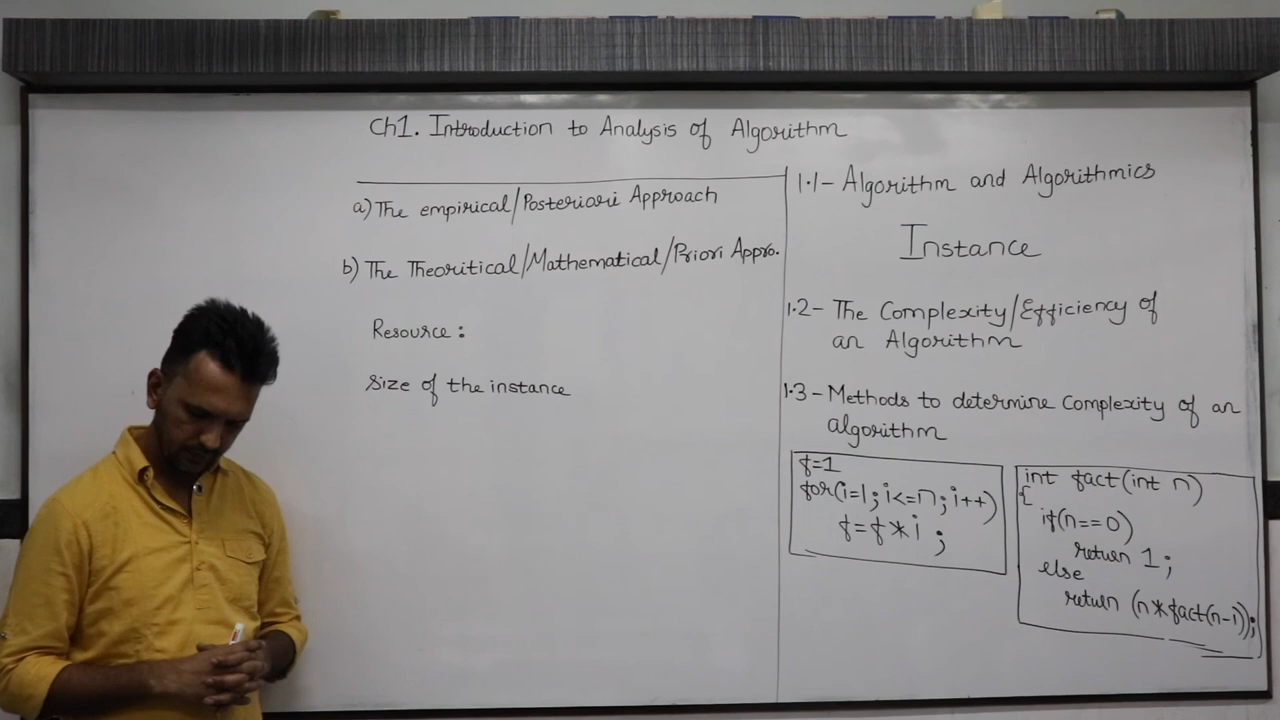 Ch1. Introduction to Analysis of Algorithm
a) The empirical/Posteriori Approach
b) The Theoritical/Mathematical/Priori Appro.
Resource:
Size of the instance
1.1- Algorithm and Algorithmics
Instance
1.2- The Complexity/Efficiency of
an Algorithm
1.3- Methods to determine Complexity of an
algorithm
f=1
for(i=1;i<=n;i++)
f=f*i;
int fact(int n)
{
if(n==0)
return 1;
else
return (n*fact(n-1));